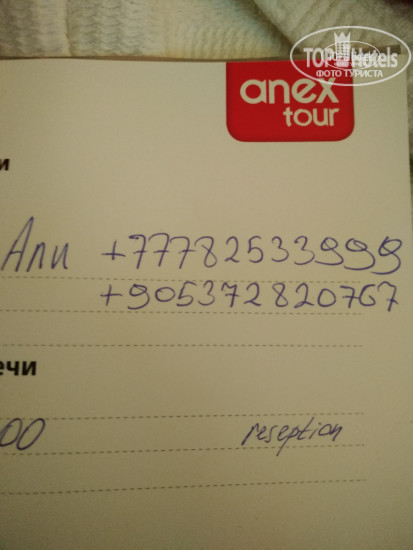 TOPHotels
ФОТО ТУРИСТА
anex
tour
и
Али +77782533999
+905372820767
ечи
00 reseption